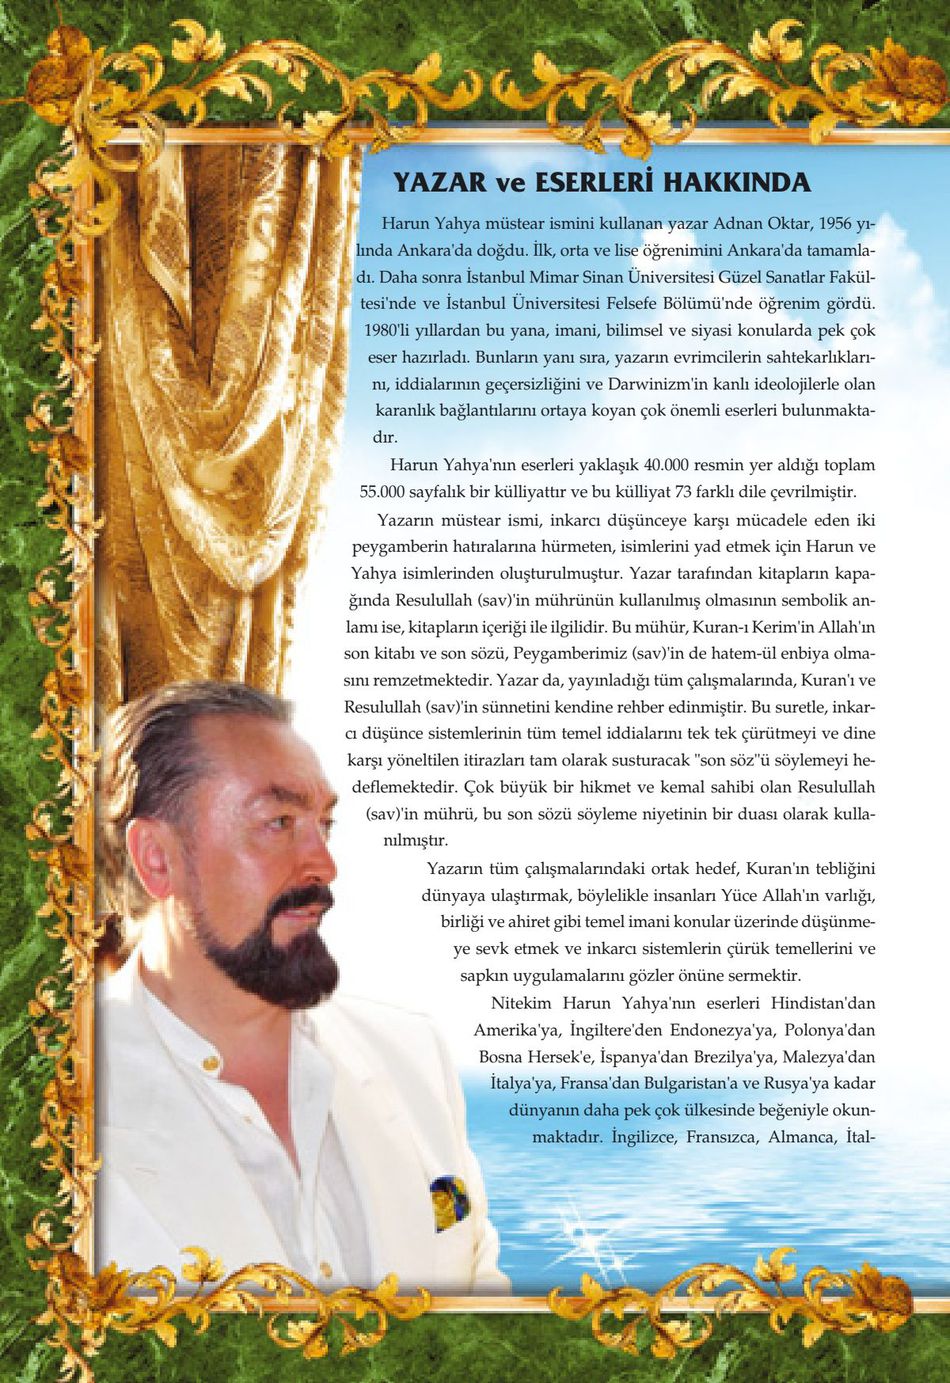 YAZAR ve ESERLERİ HAKKINDA
Harun Yahya müstear ismini kullanan yazar Adnan Oktar, 1956 yı-
lında Ankara'da doğdu. İlk, orta ve lise öğrenimini Ankara'da tamamla-
dı. Daha sonra İstanbul Mimar Sinan Üniversitesi Güzel Sanatlar Fakül-
tesi'nde ve İstanbul Üniversitesi Felsefe Bölümü'nde öğrenim gördü.
1980'li yıllardan bu yana, imani, bilimsel ve siyasi konularda pek çok
eser hazırladı. Bunların yanı sıra, yazarın evrimcilerin sahtekarlıkları-
nı, iddialarının geçersizliğini ve Darwinizm'in kanlı ideolojilerle olan
karanlık bağlantılarını ortaya koyan çok önemli eserleri bulunmakta-
dır.
Harun Yahya'nın eserleri yaklaşık 40.000 resmin yer aldığı toplam
55.000 sayfalık bir külliyattır ve bu külliyat 73 farklı dile çevrilmiştir.
Yazarın müstear ismi, inkarcı düşünceye karşı mücadele eden iki
peygamberin hatıralarına hürmeten, isimlerini yad etmek için Harun ve
Yahya isimlerinden oluşturulmuştur. Yazar tarafından kitapların kapa-
ğında Resulullah (sav)'in mührünün kullanılmış olmasının sembolik an-
lamı ise, kitapların içeriği ile ilgilidir. Bu mühür, Kuran-ı Kerim'in Allah'ın
son kitabı ve son sözü, Peygamberimiz (sav)'in de hatem-ül enbiya olma-
sını remzetmektedir. Yazar da, yayınladığı tüm çalışmalarında, Kuran'ı ve
Resulullah (sav)'in sünnetini kendine rehber edinmiştir. Bu suretle, inkar-
cı düşünce sistemlerinin tüm temel iddialarını tek tek çürütmeyi ve dine
karşı yöneltilen itirazları tam olarak susturacak "son söz"ü söylemeyi he-
deflemektedir. Çok büyük bir hikmet ve kemal sahibi olan Resulullah
(sav)'in mührü, bu son sözü söyleme niyetinin bir duası olarak kulla-
nılmıştır.
Yazarın tüm çalışmalarındaki ortak hedef, Kuran'ın tebliğini
dünyaya ulaştırmak, böylelikle insanları Yüce Allah'ın varlığı,
birliği ve ahiret gibi temel imani konular üzerinde düşünme-
ye sevk etmek ve inkarcı sistemlerin çürük temellerini ve
sapkın uygulamalarını gözler önüne sermektir.
Nitekim Harun Yahya'nın eserleri Hindistan'dan
Amerika'ya, İngiltere'den Endonezya'ya, Polonya'dan
Bosna Hersek'e, İspanya'dan Brezilya'ya, Malezya'dan
İtalya'ya, Fransa'dan Bulgaristan'a ve Rusya'ya kadar
dünyanın daha pek çok ülkesinde beğeniyle okun-
maktadır. İngilizce, Fransızca, Almanca, İtal-